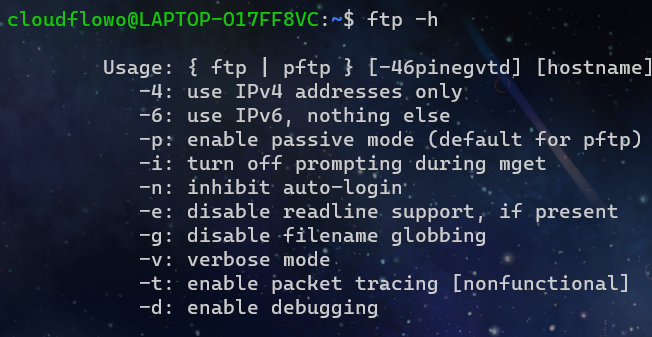 cloudflowo@LAPTOP-O17FF8VC:~$ ftp -h
Usage: { ftp | pftp } [-46pinegvtd] [hostname]
-4: use IPv4 addresses only
-6: use IPv6, nothing else
-p: enable passive mode (default for pftp)
-i: turn off prompting during mget
-n: inhibit auto-login
-e: disable readline support, if present
-g: disable filename globbing
-v: verbose mode
-t: enable packet tracing [nonfunctional]
-d: enable debugging